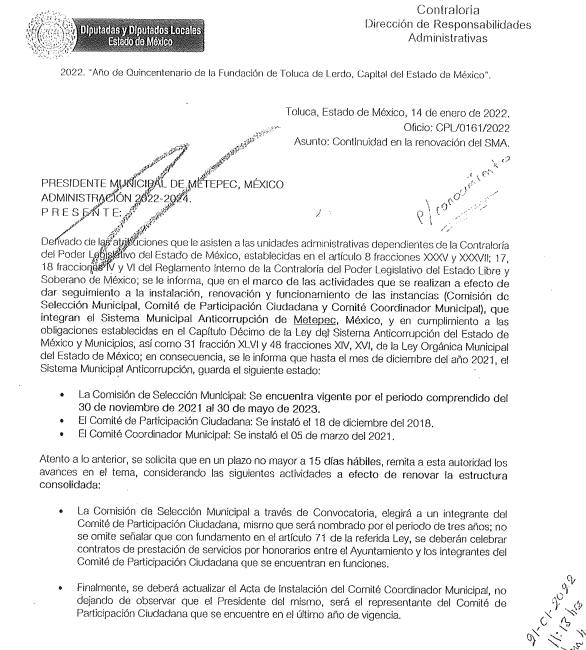 Contraloría
Dirección de Responsabilidades
Administrativas
Diputadas y Diputados Locales
Estado de México
2022. "Año de Quincentenario de la Fundación de Toluca de Lerdo, Capital del Estado de México".
Toluca, Estado de México, 14 de enero de 2022.
Oficio: CPL/0161/2022
Asunto: Continuidad en la renovación del SMA.
p/conocimiento
PRESIDENTE MUNICIPAL DE METEPEC, MÉXICO
ADMINISTRACIÓN 2022-2024.
P R E S E N T E:
Derivado de las atribuciones que le asisten a las unidades administrativas dependientes de la Contraloría
del Poder Legislativo del Estado de México, establecidas en el artículo 8 fracciones XXXV y XXXVII; 17,
18 fracciones IV y VI del Reglamento Interno de la Contraloría del Poder Legislativo del Estado Libre y
Soberano de México; se le informa, que en el marco de las actividades que se realizan a efecto de
dar seguimiento a la instalación, renovación y funcionamiento de las instancias (Comisión de
Selección Municipal, Comité de Participación Ciudadana y Comité Coordinador Municipal), que
integran el Sistema Municipal Anticorrupción de Metepec, México, y en cumplimiento a las
obligaciones establecidas en el Capítulo Décimo de la Ley del Sistema Anticorrupción del Estado de
México y Municipios, así como 31 fracción XLVI y 48 fracciones XIV, XVI, de la Ley Orgánica Municipal
del Estado de México; en consecuencia, se le informa que hasta el mes de diciembre del año 2021, el
Sistema Municipal Anticorrupción, guarda el siguiente estado:
• La Comisión de Selección Municipal: Se encuentra vigente por el periodo comprendido del
30 de noviembre de 2021 al 30 de mayo de 2023.
• El Comité de Participación Ciudadana: Se instaló el 18 de diciembre del 2018.
• El Comité Coordinador Municipal: Se instaló el 05 de marzo del 2021.
Atento a lo anterior, se solicita que en un plazo no mayor a 15 días hábiles, remita a esta autoridad los
avances en el tema, considerando las siguientes actividades a efecto de renovar la estructura
consolidada:
• La Comisión de Selección Municipal a través de Convocatoria, elegirá a un integrante del
Comité de Participación Ciudadana, mismo que será nombrado por el periodo de tres años; no
se omite señalar que con fundamento en el artículo 71 de la referida Ley, se deberán celebrar
contratos de prestación de servicios por honorarios entre el Ayuntamiento y los integrantes del
Comité de Participación Ciudadana que se encuentran en funciones.
• Finalmente, se deberá actualizar el Acta de Instalación del Comité Coordinador Municipal, no
dejando de observar que el Presidente del mismo, será el representante del Comité de
Participación Ciudadana que se encuentre en el último año de vigencia.
21-01-2022
11:13 hrs